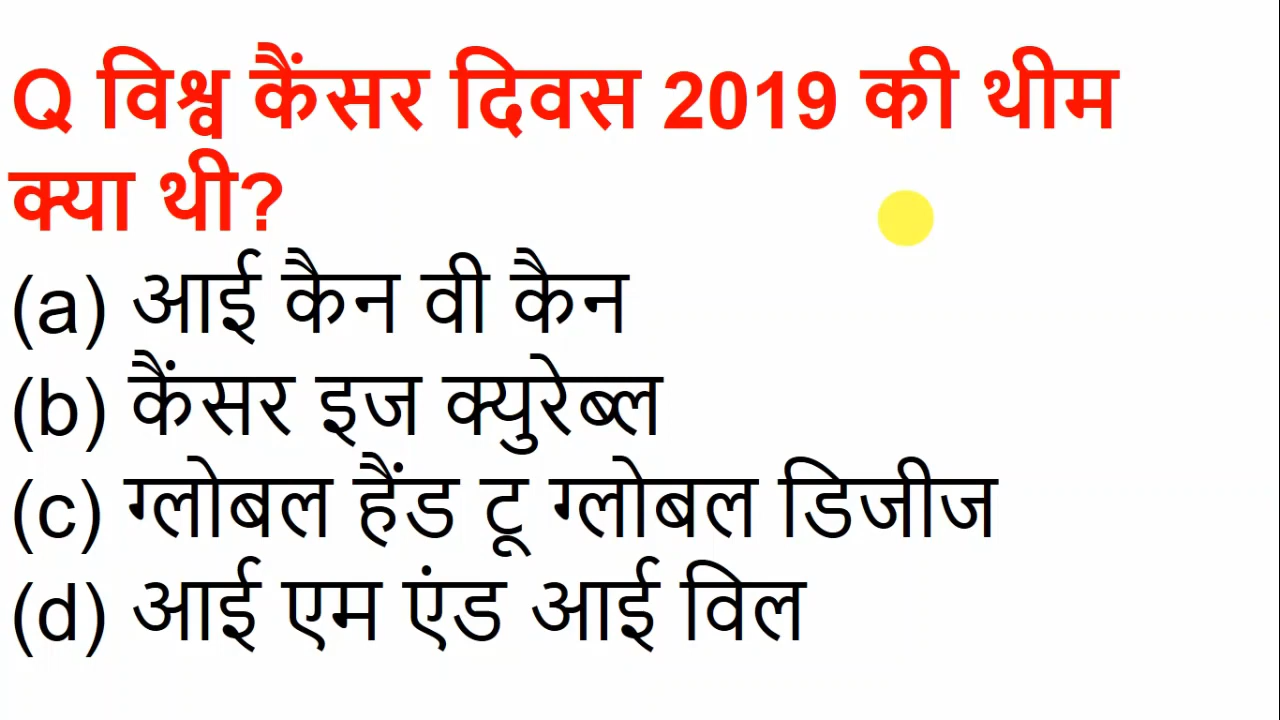 Q विश्व कैंसर दिवस 2019 की थीम
क्या थी?
(a) आई कैन वी कैन
(b) कैंसर इज क्युरेब्ल
(c) ग्लोबल हैंड टू ग्लोबल डिजीज
(d) आई एम एंड आई विल